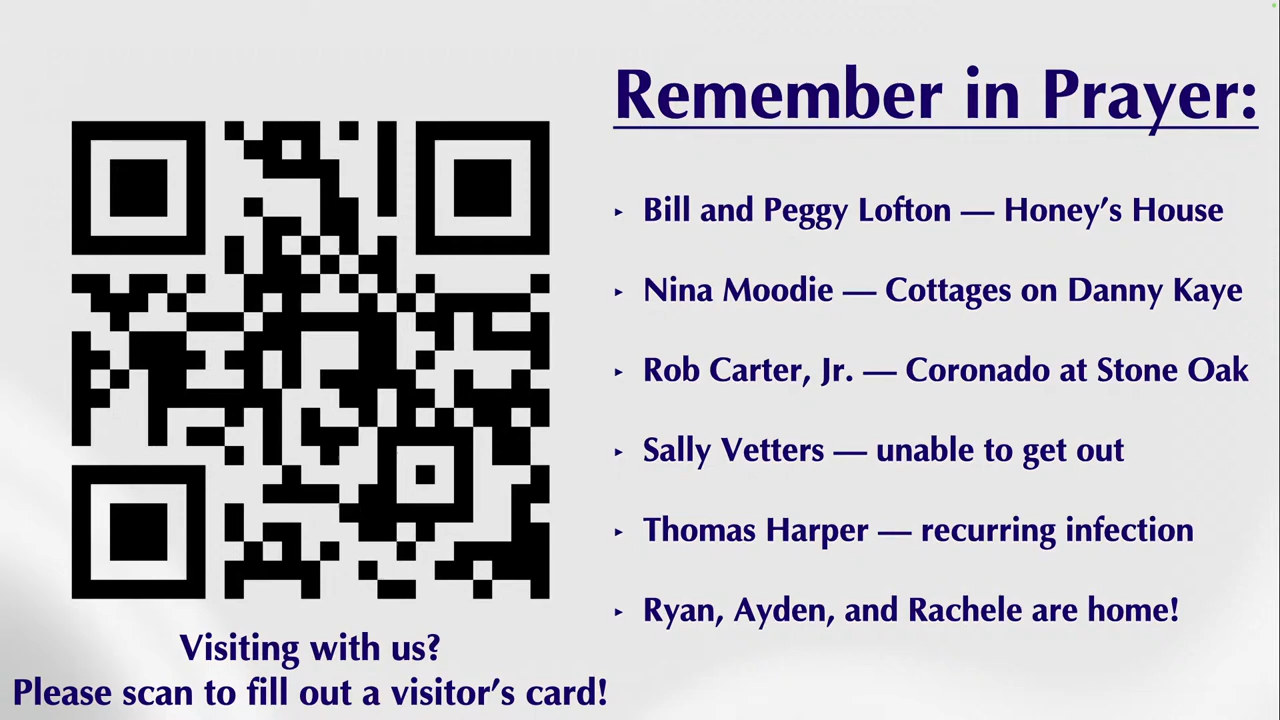 Remember in Prayer:
‣ Bill and Peggy Lofton — Honey’s House
‣ Nina Moodie — Cottages on Danny Kaye
‣ Rob Carter, Jr. — Coronado at Stone Oak
‣ Sally Vetters — unable to get out
‣ Thomas Harper — recurring infection
‣ Ryan, Ayden, and Rachele are home!
Visiting with us?
Please scan to fill out a visitor’s card!